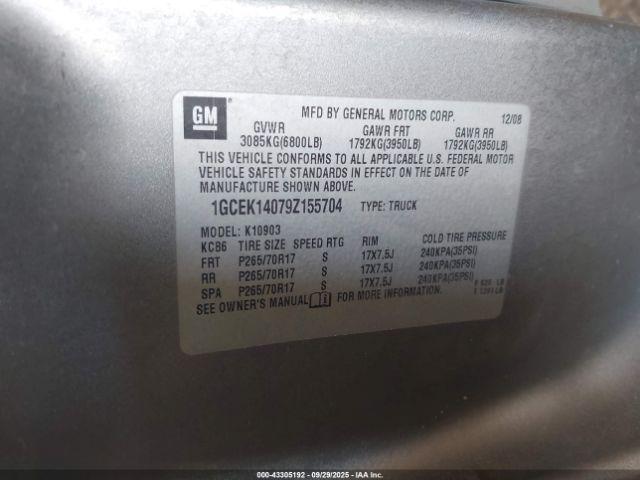 GM
MFD BY GENERAL MOTORS CORP. 12/08
GVWR GAWR FRT GAWR RR
3085KG(6800LB) 1792KG(3950LB) 1792KG(3950LB)
THIS VEHICLE CONFORMS TO ALL APPLICABLE U.S. FEDERAL MOTOR
VEHICLE SAFETY STANDARDS IN EFFECT ON THE DATE OF
MANUFACTURE SHOWN ABOVE.
1GCEK14079Z155704 TYPE: TRUCK
MODEL: K10903
KCB6 TIRE SIZE SPEED RTG RIM COLD TIRE PRESSURE
FRT P265/70R17 S 17X7.5J 240KPA(35PSI)
RR P265/70R17 S 17X7.5J 240KPA(35PSI)
SPA P265/70R17 S 17X7.5J 240KPA(35PSI)
SEE OWNER'S MANUAL FOR MORE INFORMATION.
000-43305192 - 09/29/2025 - IAAI.COM